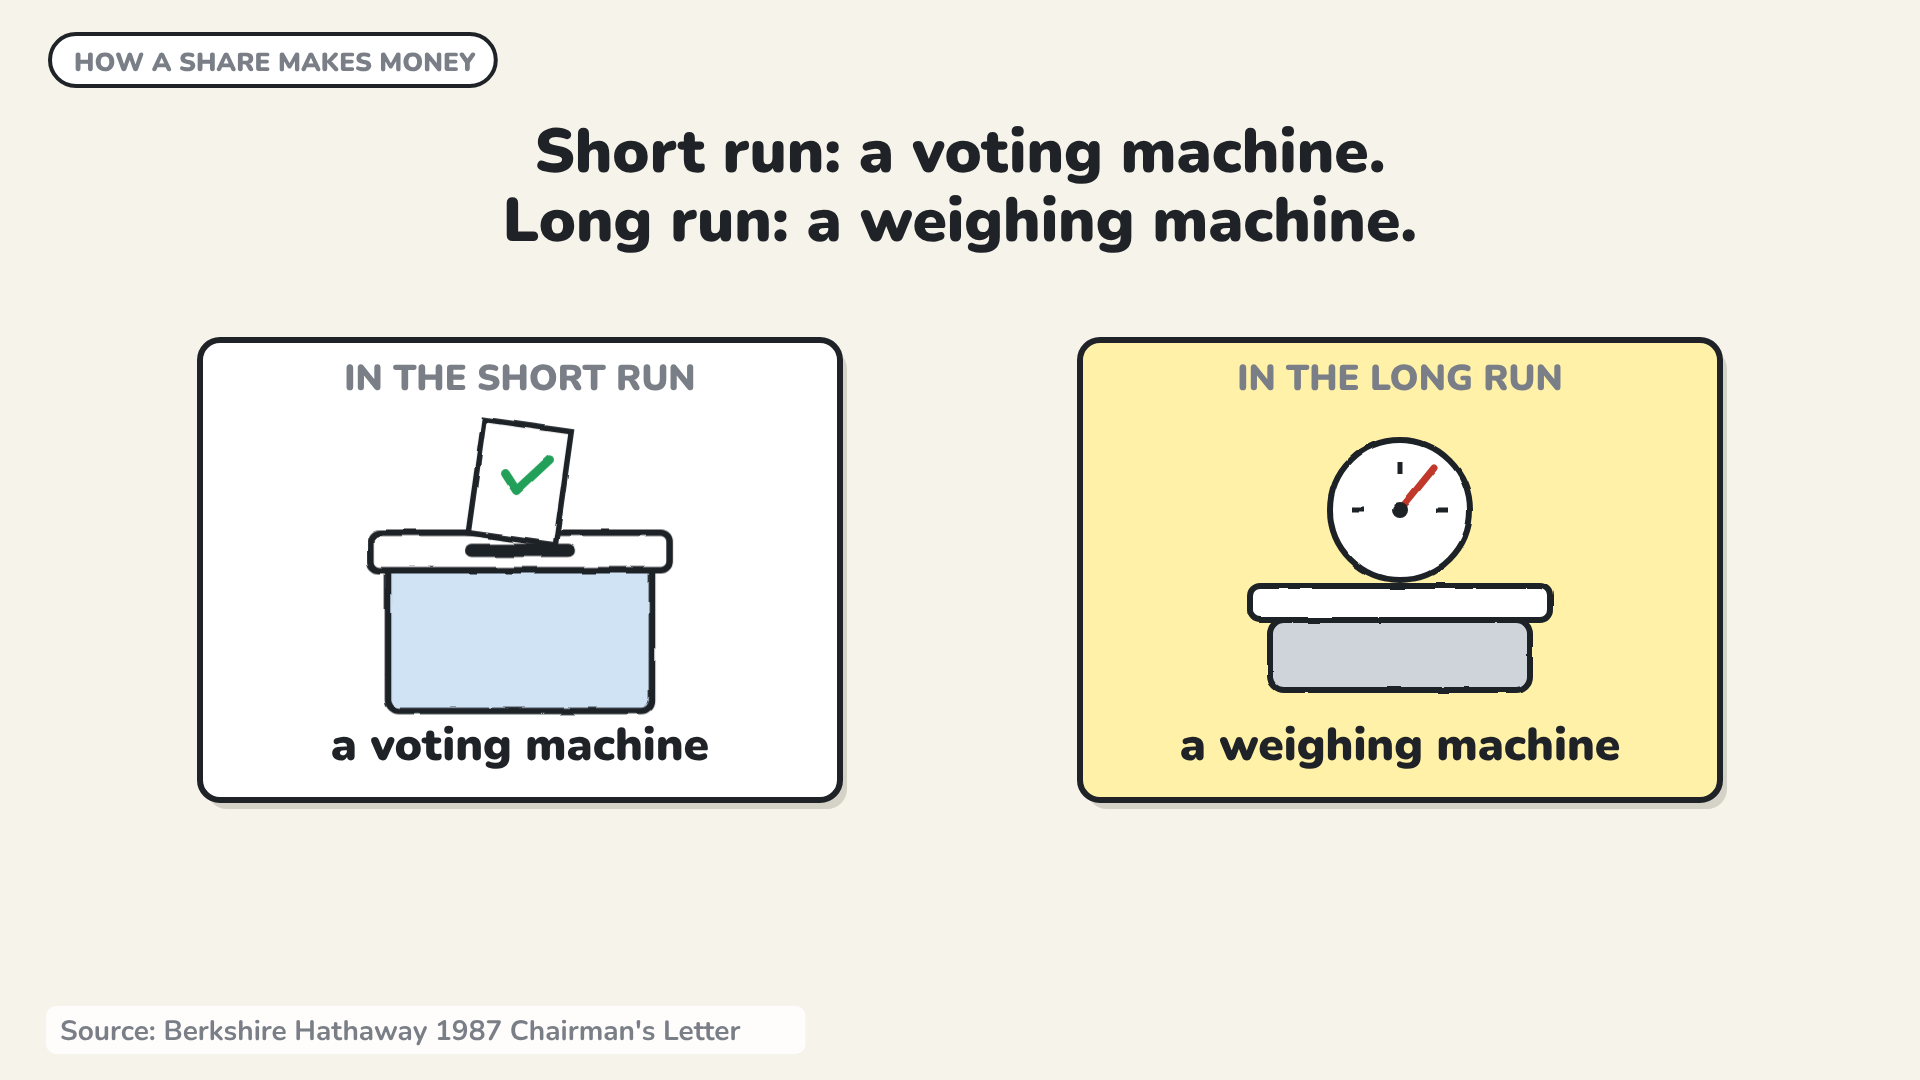 HOW A SHARE MAKES MONEY
Short run: a voting machine.
Long run: a weighing machine.
IN THE SHORT RUN
a voting machine
IN THE LONG RUN
a weighing machine
Source: Berkshire Hathaway 1987 Chairman's Letter